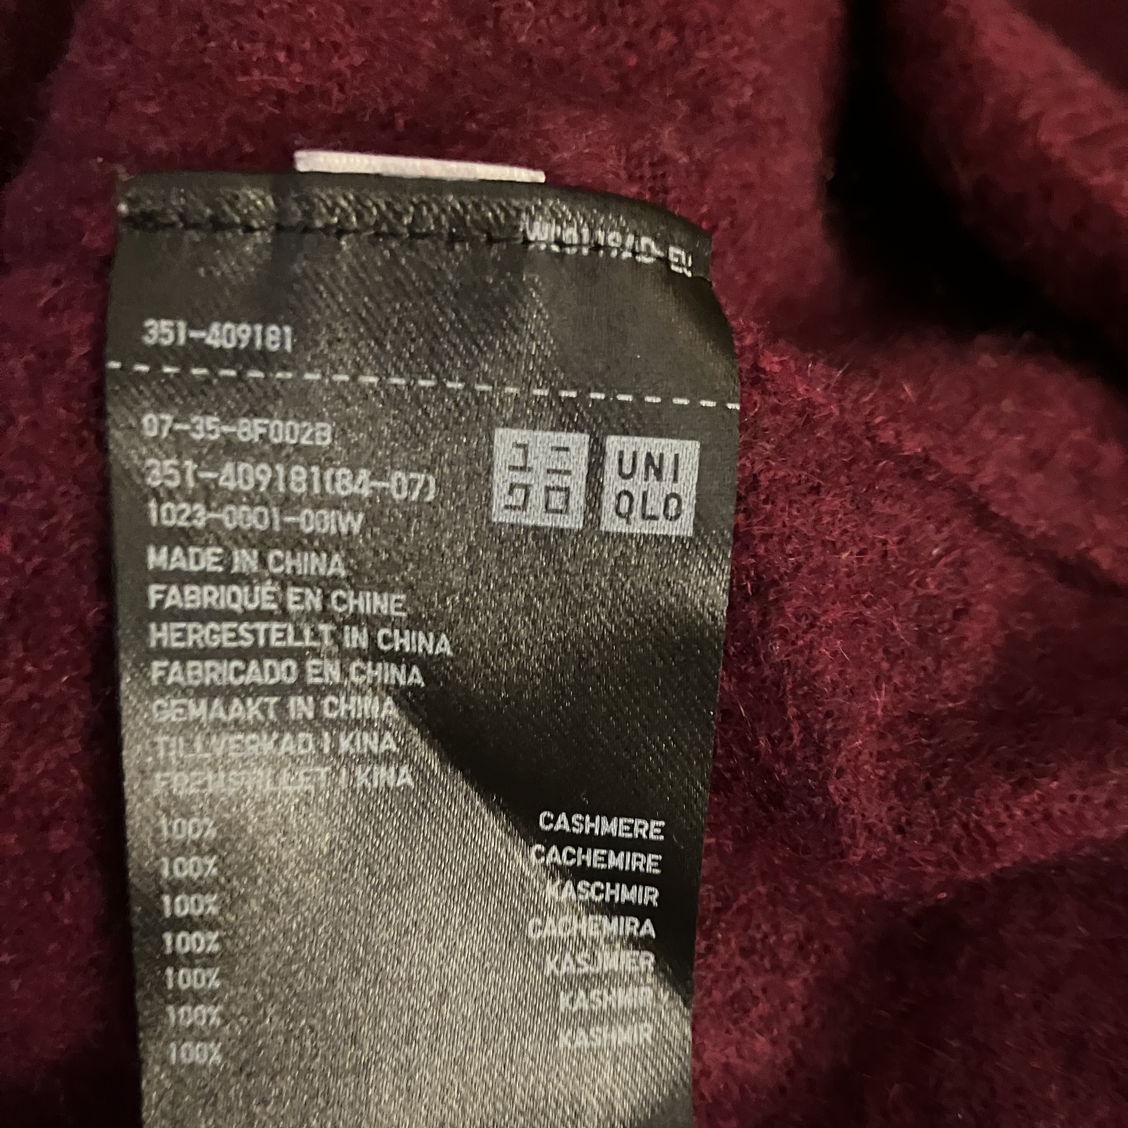 351-409181
07-35-8F002B
ユニ
クロ
UNI
QLO
351-409181(84-07)
1023-0001-00IW
MADE IN CHINA
FABRIQUÉ EN CHINE
HERGESTELLT IN CHINA
FABRICADO EN CHINA
GEMAAKT IN CHINA
TILLVERKAD I KINA
FREMSTILLET I KINA
100% CASHMERE
100% CACHEMIRE
100% KASCHMIR
100% CACHEMIRA
100% KASJMIER
100% KASHMIR
100% KASHMIR